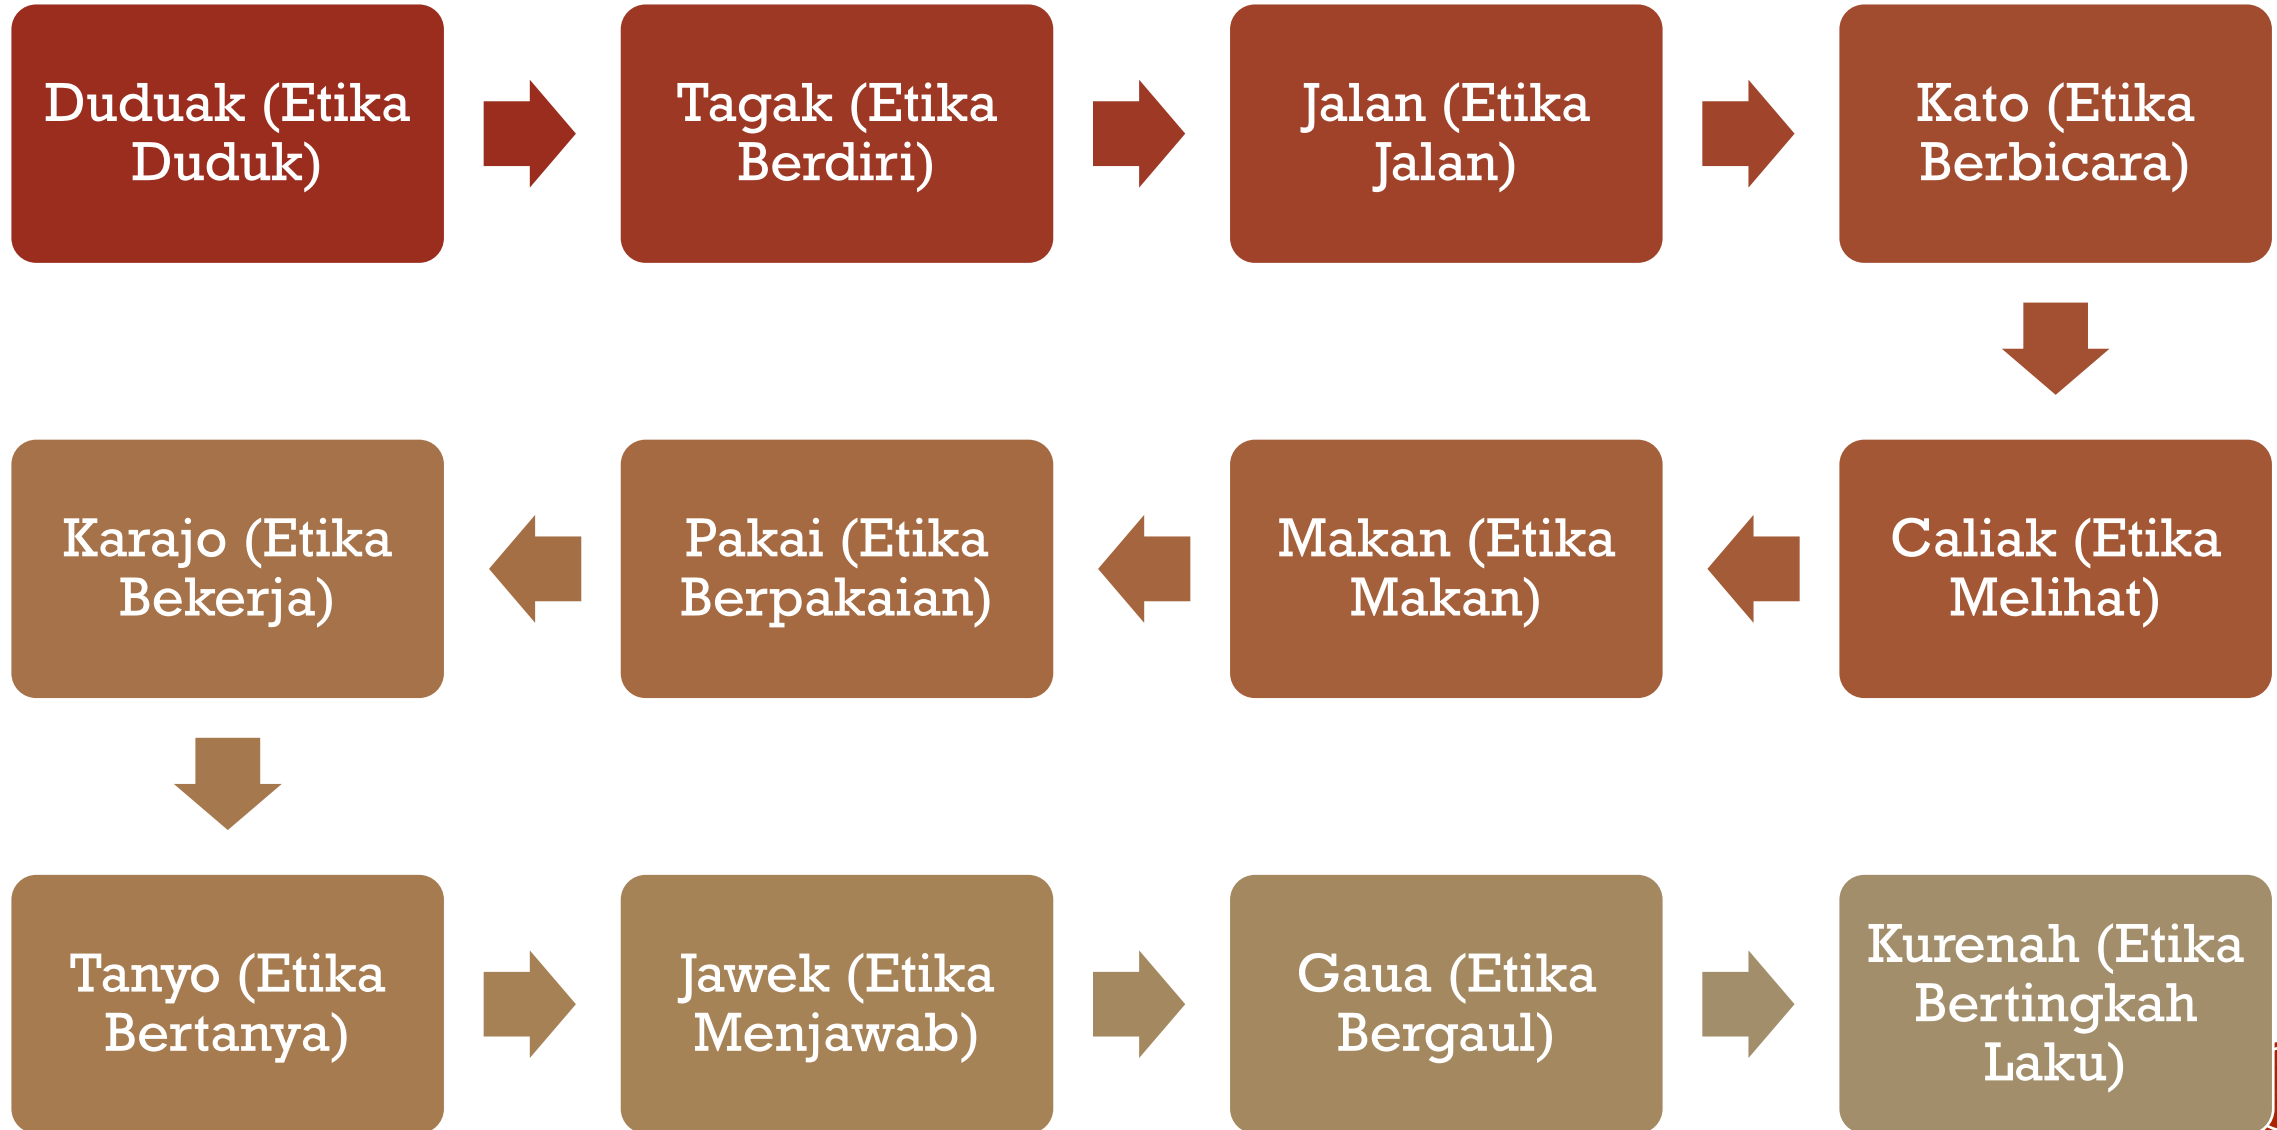 Duduak (Etika
Duduk)
Tagak (Etika
Berdiri)
Jalan (Etika
Jalan)
Kato (Etika
Berbicara)
Caliak (Etika
Melihat)
Makan (Etika
Makan)
Pakai (Etika
Berpakaian)
Karajo (Etika
Bekerja)
Tanyo (Etika
Bertanya)
Jawek (Etika
Menjawab)
Gaua (Etika
Bergaul)
Kurenah (Etika
Bertingkah
Laku)